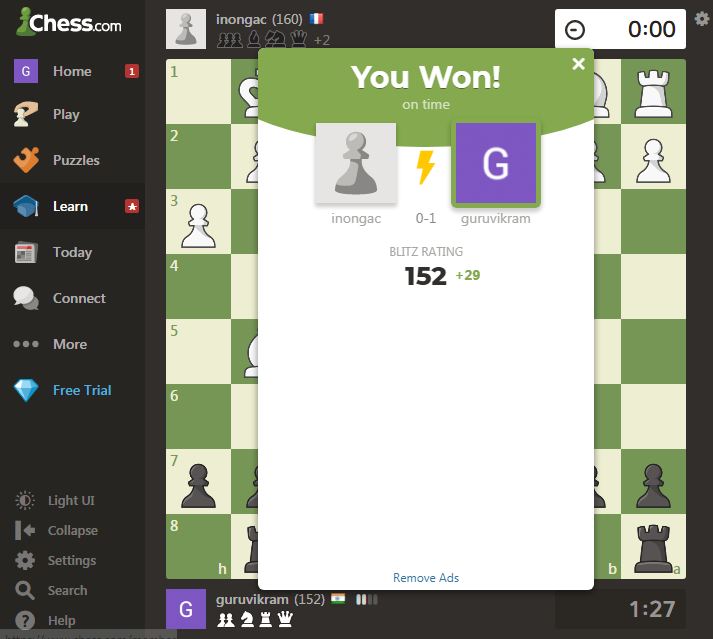 Chess.com
G Home 1
Play
Puzzles
Learn
Today
Connect
More
Free Trial
Light UI
Collapse
Settings
Search
Help
inongac (160)
+2
0:00
You Won!
on time
G
inongac
0-1
guruvikram
BLITZ RATING
152 +29
Remove Ads
1
2
3
4
5
6
7
8
h
b
a
G
guruvikram (152)
1:27